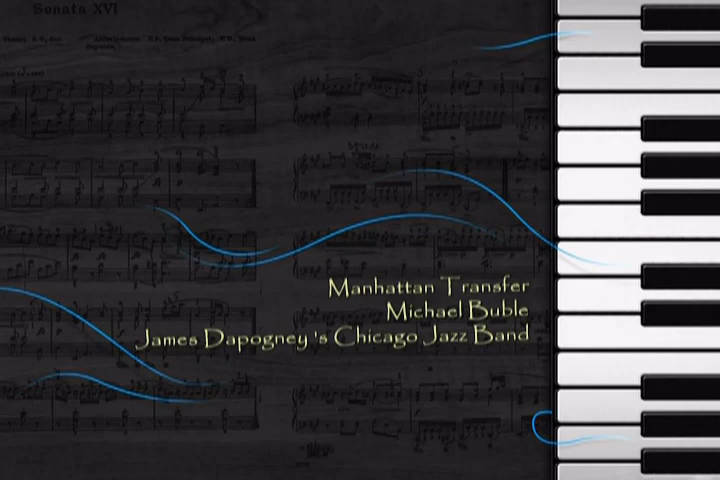 Sonata XVI
Manhattan Transfer
Michael Buble
James Dapogney 's Chicago Jazz Band